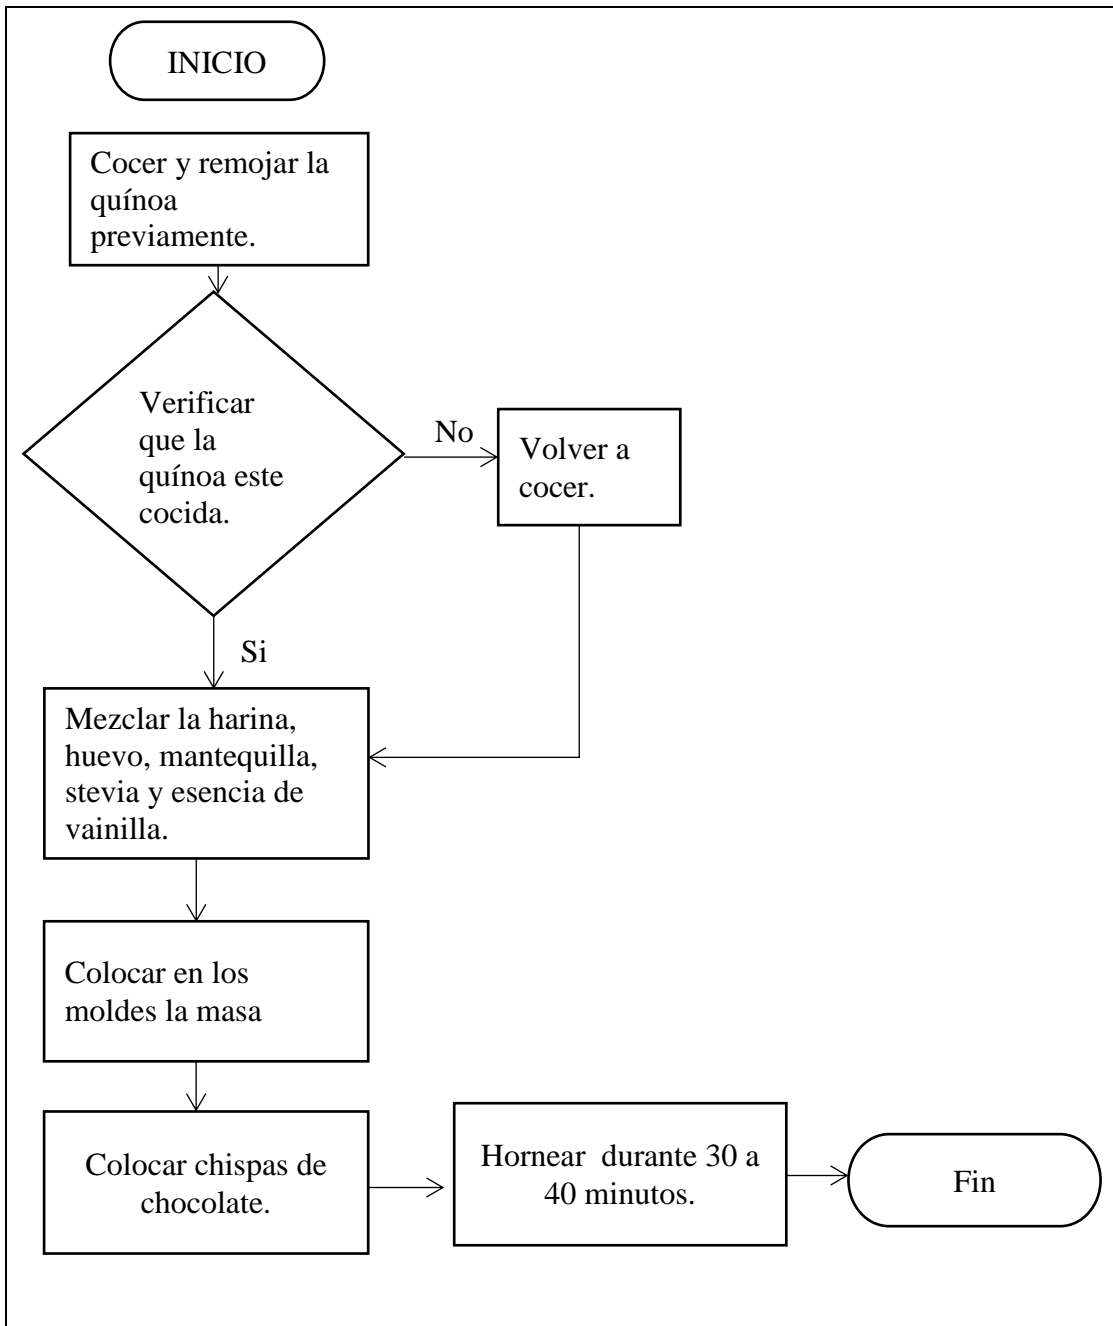 INICIO
Cocer y remojar la
quínoa
previamente.
Verificar
que la
quínoa este
cocida.
No
Volver a
cocer.
Si
Mezclar la harina,
huevo, mantequilla,
stevia y esencia de
vainilla.
Colocar en los
moldes la masa
Colocar chispas de
chocolate.
Hornear  durante 30 a
40 minutos.
Fin